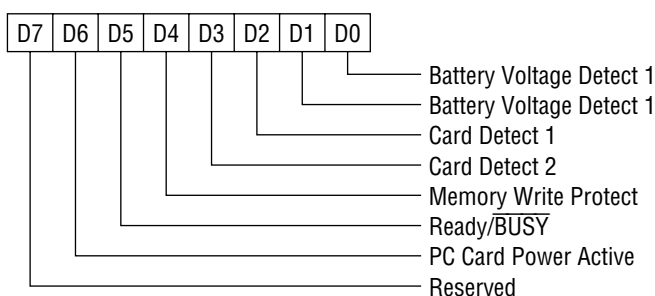 D7 D6 D5 D4 D3 D2 D1 D0
Battery Voltage Detect 1
Battery Voltage Detect 1
Card Detect 1
Card Detect 2
Memory Write Protect
Ready/B̅U̅S̅Y̅
PC Card Power Active
Reserved